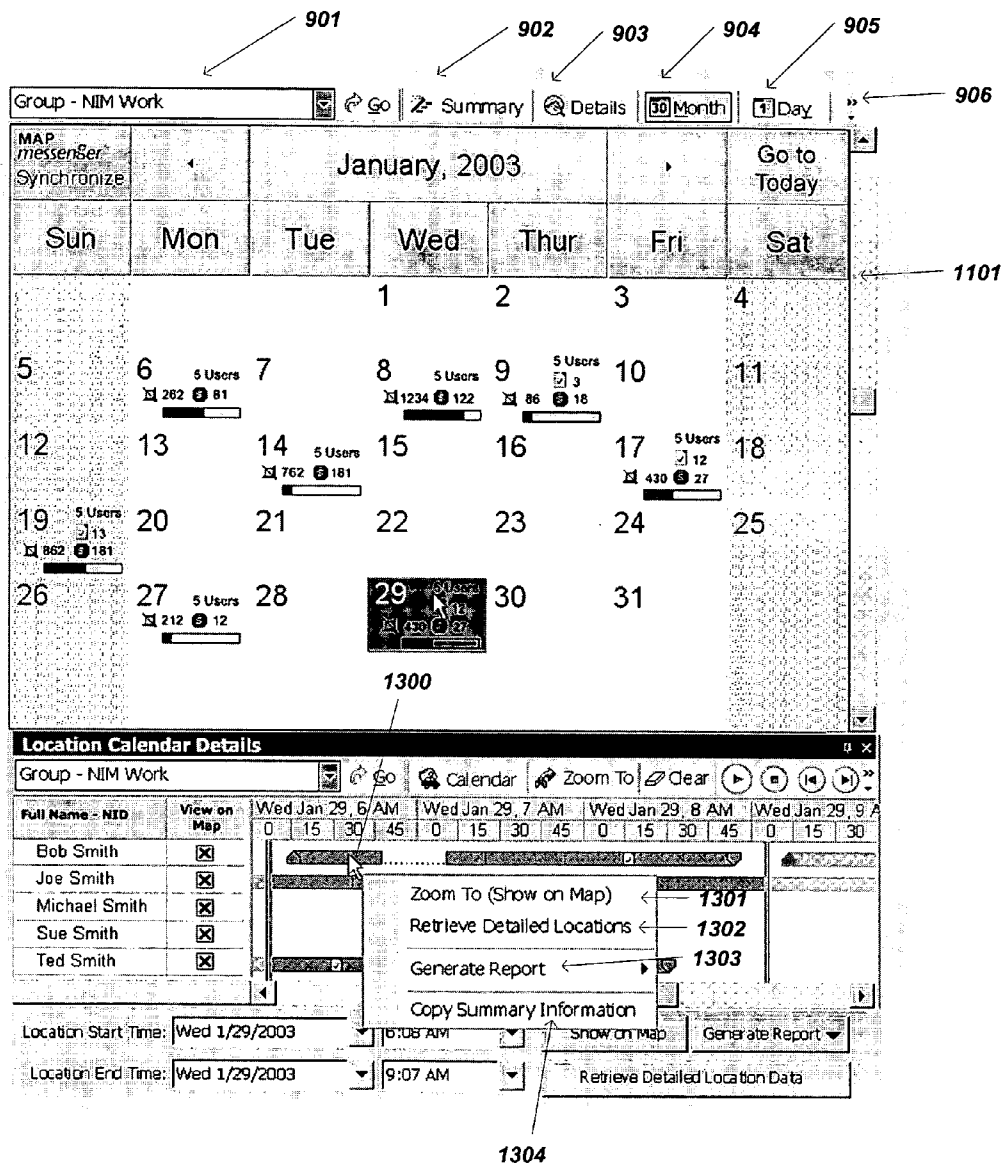 901
902
903
904
905
906
Group - NIM Work Go Summary Details 30 Month 1 Day »
MAP messenger Synchronize
January, 2003
Go to Today
Sun Mon Tue Wed Thur Fri Sat
1101
1 2 3 4
5 6 7 8 9 10 11
5 Users 262 81
5 Users 1234 122
5 Users 3 86 18
12 13 14 15 16 17 18
5 Users 762 181
5 Users 12 430 27
19 20 21 22 23 24 25
5 Users 13 862 181
26 27 28 29 30 31
5 Users 212 12
12 430 27
1300
Location Calendar Details
Group - NIM Work Go Calendar Zoom To Clear »
Full Name - NID View on Map Wed Jan 29, 6 AM Wed Jan 29, 7 AM Wed Jan 29, 8 AM Wed Jan 29, 9 A
0 15 30 45 0 15 30 45 0 15 30 45 0 15 30
Bob Smith
Joe Smith
Michael Smith
Sue Smith
Ted Smith
Zoom To (Show on Map) 1301
Retrieve Detailed Locations 1302
Generate Report 1303
Copy Summary Information
Location Start Time: Wed 1/29/2003 6:08 AM Show on Map Generate Report
Location End Time: Wed 1/29/2003 9:07 AM Retrieve Detailed Location Data
1304